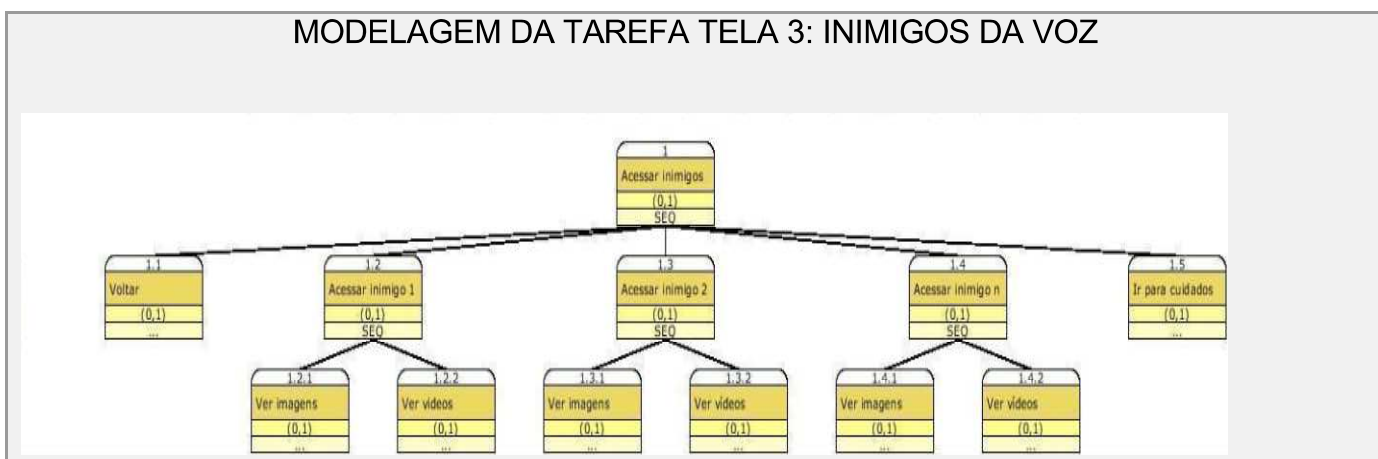 MODELAGEM DA TAREFA TELA 3: INIMIGOS DA VOZ
1
Acessar inimigos
(0,1)
SEQ
1.1
Voltar
(0,1)
...
1.2
Acessar inimigo 1
(0,1)
SEQ
1.3
Acessar inimigo 2
(0,1)
SEQ
1.4
Acessar inimigo n
(0,1)
SEQ
1.5
Ir para cuidados
(0,1)
...
1.2.1
Ver imagens
(0,1)
...
1.2.2
Ver vídeos
(0,1)
...
1.3.1
Ver imagens
(0,1)
...
1.3.2
Ver vídeos
(0,1)
...
1.4.1
Ver imagens
(0,1)
...
1.4.2
Ver vídeos
(0,1)
...